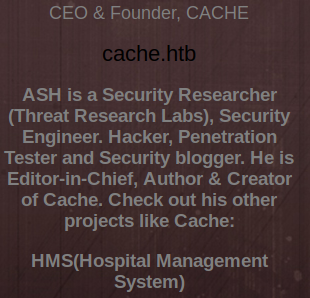 CEO & Founder, CACHE
cache.htb
ASH is a Security Researcher
(Threat Research Labs), Security
Engineer. Hacker, Penetration
Tester and Security blogger. He is
Editor-in-Chief, Author & Creator
of Cache. Check out his other
projects like Cache:
HMS(Hospital Management
System)